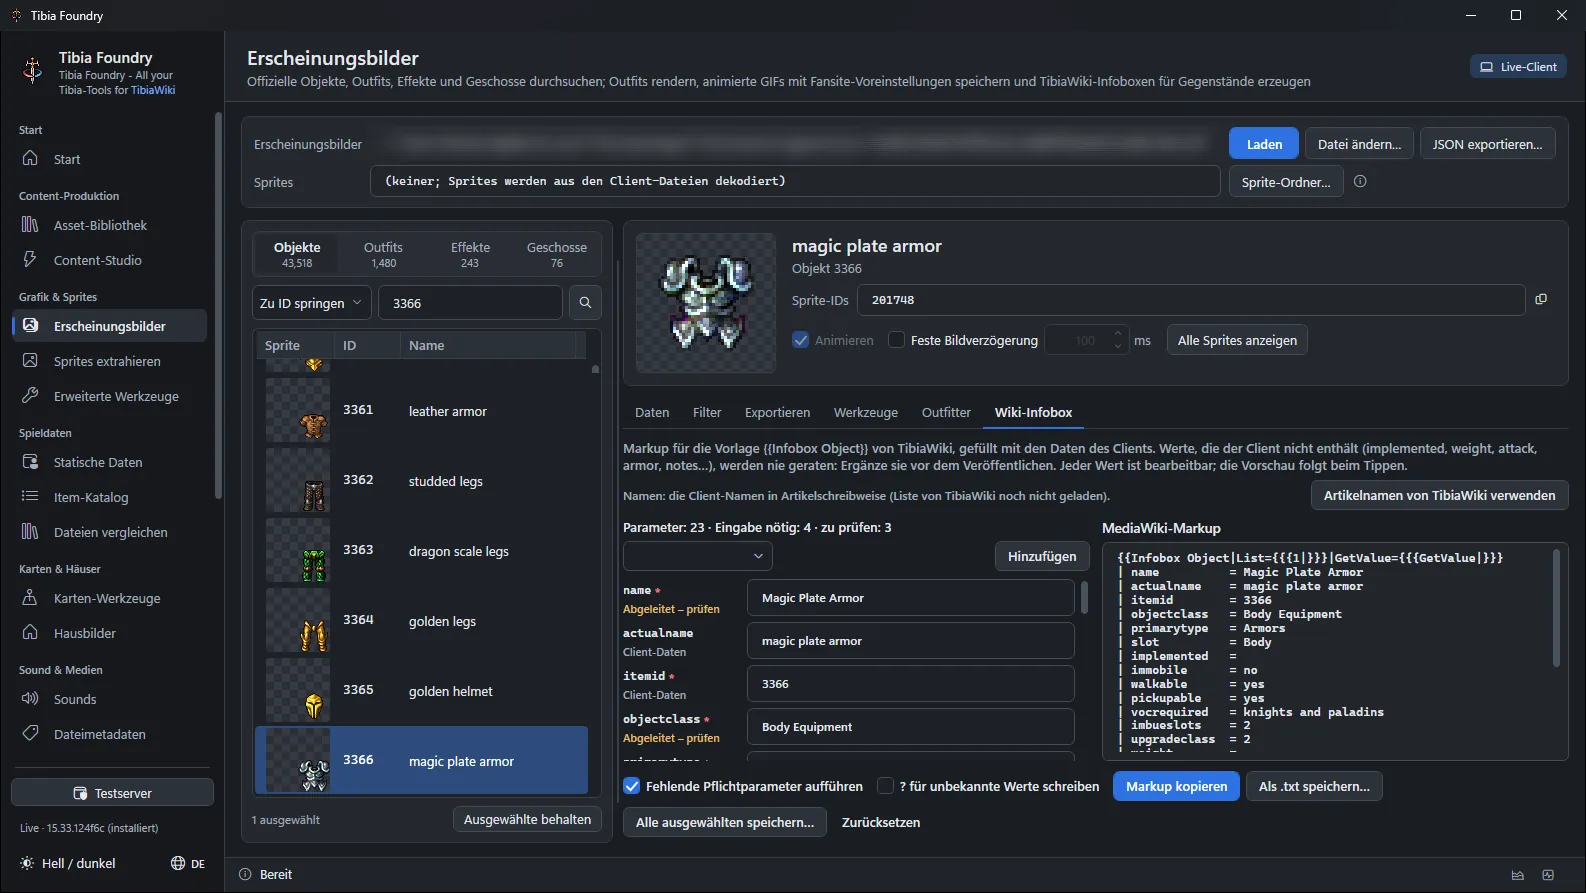 Tibia Foundry
Tibia Foundry
Tibia Foundry - All your
Tibia-Tools for TibiaWiki
Start
Start
Content-Produktion
Asset-Bibliothek
Content-Studio
Grafik & Sprites
Erscheinungsbilder
Sprites extrahieren
Erweiterte Werkzeuge
Spieldaten
Statische Daten
Item-Katalog
Dateien vergleichen
Karten & Häuser
Karten-Werkzeuge
Hausbilder
Sound & Medien
Sounds
Dateimetadaten
Testserver
Live · 15.33.124f6c (installiert)
Hell / dunkel
DE
Erscheinungsbilder
Offizielle Objekte, Outfits, Effekte und Geschosse durchsuchen; Outfits rendern, animierte GIFs mit Fansite-Voreinstellungen speichern und TibiaWiki-Infoboxen für Gegenstände erzeugen
Live-Client
Erscheinungsbilder
Laden
Datei ändern...
JSON exportieren...
Sprites
(keiner; Sprites werden aus den Client-Dateien dekodiert)
Sprite-Ordner...
Objekte
43,518
Outfits
1,480
Effekte
243
Geschosse
76
Zu ID springen
3366
Sprite ID Name
3361 leather armor
3362 studded legs
3363 dragon scale legs
3364 golden legs
3365 golden helmet
3366 magic plate armor
1 ausgewählt
Ausgewählte behalten
magic plate armor
Objekt 3366
Sprite-IDs
201748
Animieren
Feste Bildverzögerung
100
ms
Alle Sprites anzeigen
Daten Filter Exportieren Werkzeuge Outfitter Wiki-Infobox
Markup für die Vorlage {{Infobox Object}} von TibiaWiki, gefüllt mit den Daten des Clients. Werte, die der Client nicht enthält (implemented, weight, attack,
armor, notes...), werden nie geraten: Ergänze sie vor dem Veröffentlichen. Jeder Wert ist bearbeitbar; die Vorschau folgt beim Tippen.
Namen: die Client-Namen in Artikelschreibweise (Liste von TibiaWiki noch nicht geladen).
Artikelnamen von TibiaWiki verwenden
Parameter: 23 · Eingabe nötig: 4 · zu prüfen: 3
Hinzufügen
name *
Abgeleitet – prüfen
Magic Plate Armor
actualname
Client-Daten
magic plate armor
itemid *
Client-Daten
3366
objectclass *
Abgeleitet – prüfen
Body Equipment
MediaWiki-Markup
{{Infobox Object|List={{{1|}}}|GetValue={{{GetValue|}}}
| name = Magic Plate Armor
| actualname = magic plate armor
| itemid = 3366
| objectclass = Body Equipment
| primarytype = Armors
| slot = Body
| implemented =
| immobile = no
| walkable = yes
| pickupable = yes
| vocrequired = knights and paladins
| imbueslots = 2
| upgradeclass = 2
Fehlende Pflichtparameter aufführen
? für unbekannte Werte schreiben
Markup kopieren
Als .txt speichern...
Alle ausgewählten speichern...
Zurücksetzen
Bereit